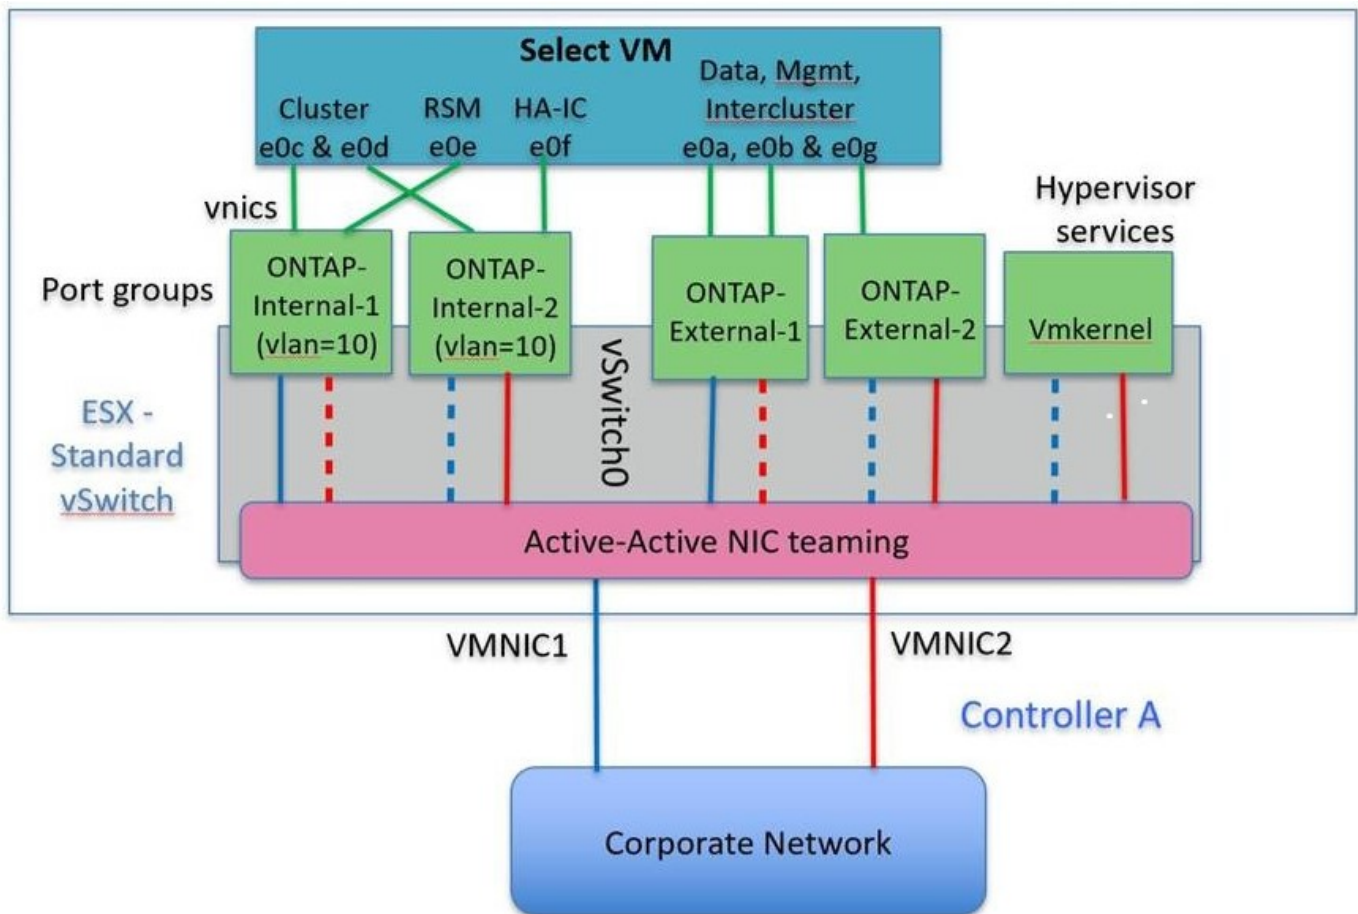 Select VM
Data, Mgmt,
Cluster
RSM
HA-IC
Intercluster
e0c & e0d
e0e
e0f
e0a, e0b & e0g
vnics
Hypervisor
services
Port groups
ONTAP-
Internal-1
(vlan=10)
ONTAP-
Internal-2
(vlan=10)
ONTAP-
External-1
ONTAP-
External-2
Vmkernel
vSwitch0
ESX -
Standard
vSwitch
Active-Active NIC teaming
VMNIC1
VMNIC2
Controller A
Corporate Network